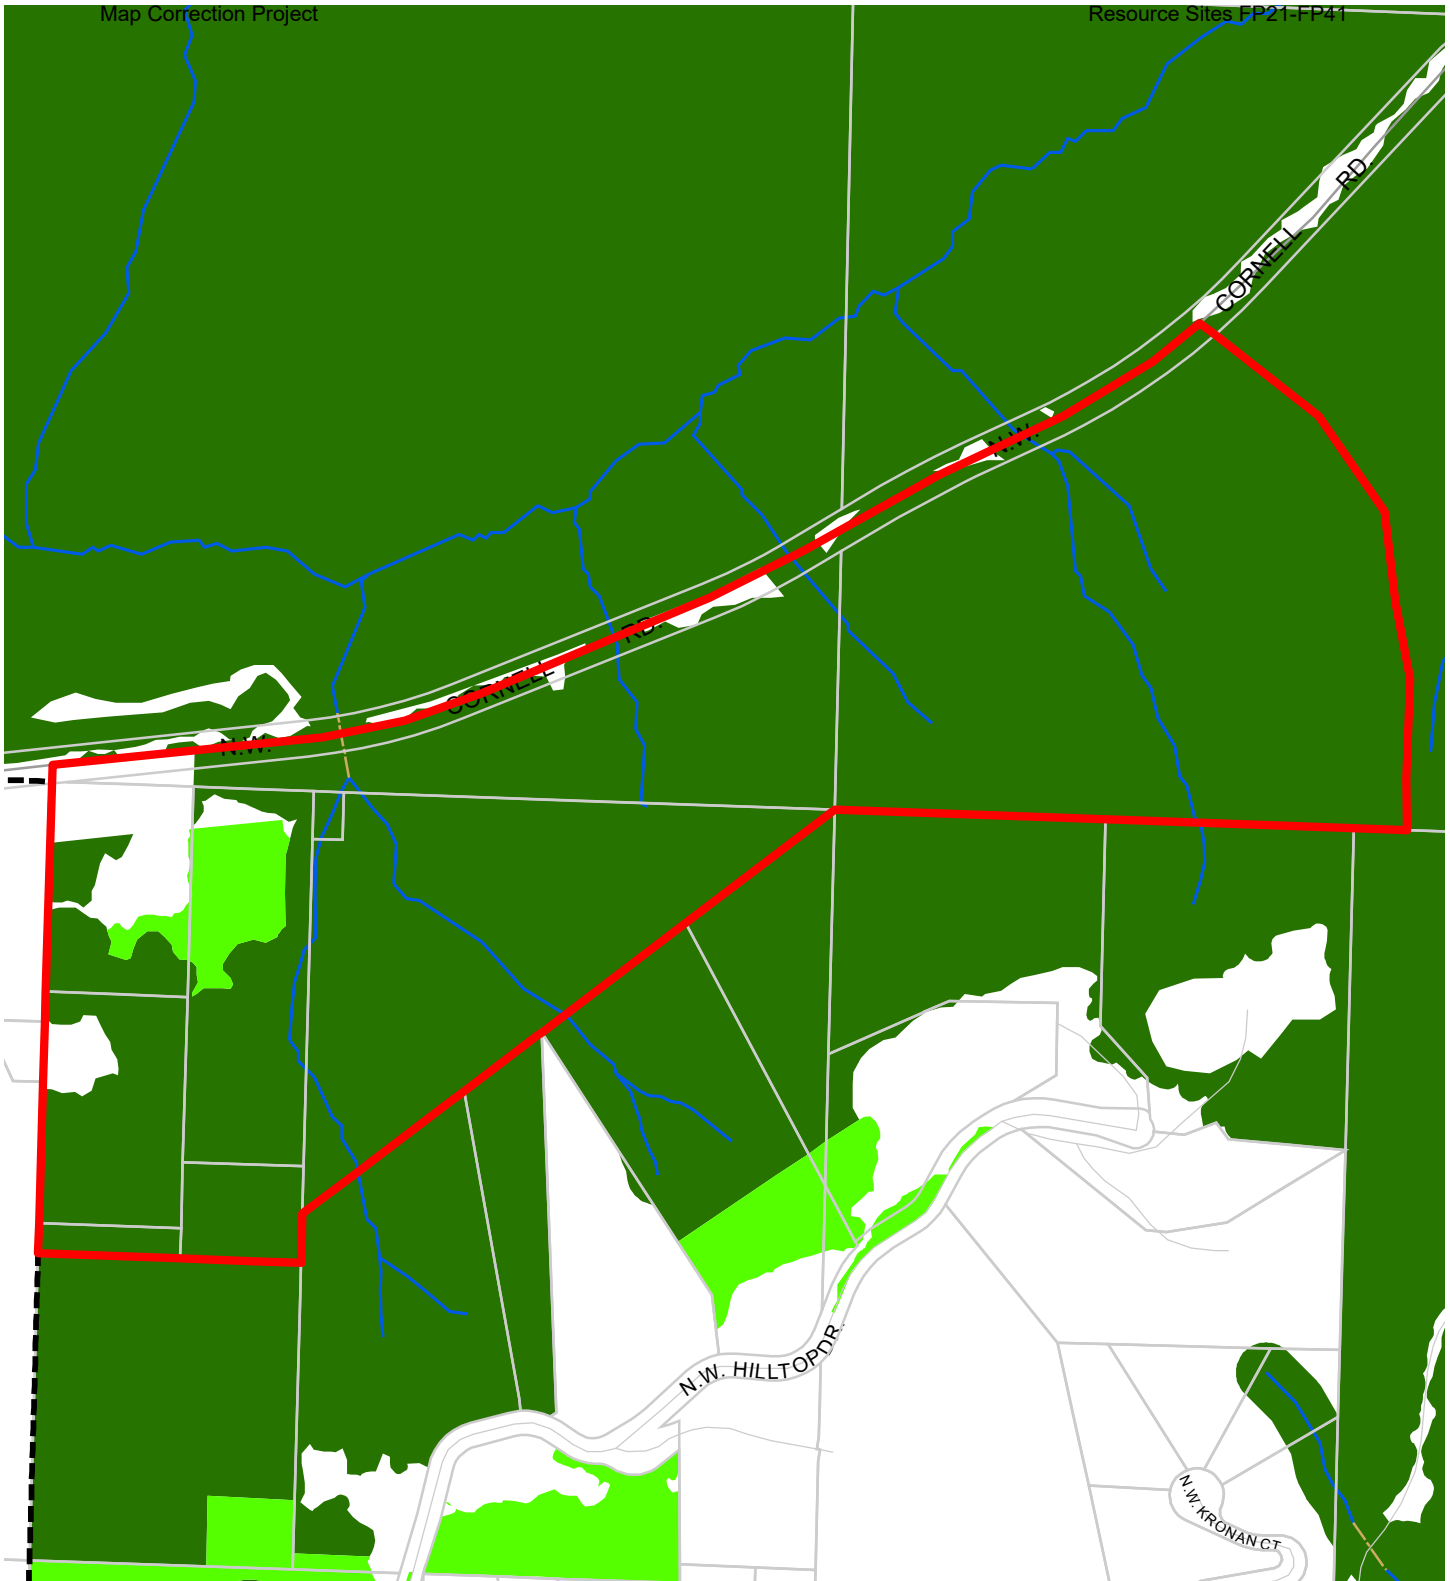 Map Correction Project
Resource Sites FP21-FP41
RD.
CORNELL
N.W.
RD.
CORNELL
N.W.
N.W. HILLTOP DR.
N.W. KRONAN CT